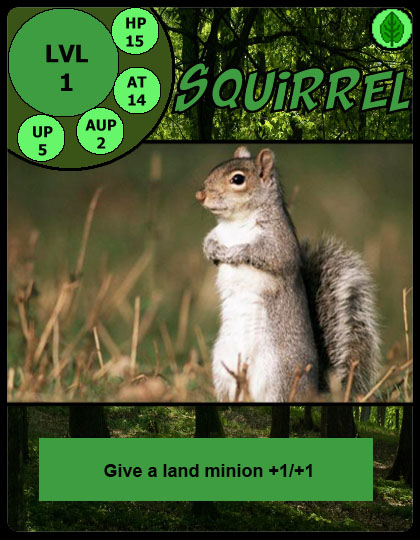 LVL
1
HP
15
AT
14
AUP
2
UP
5
SQUiRREL
Give a land minion +1/+1